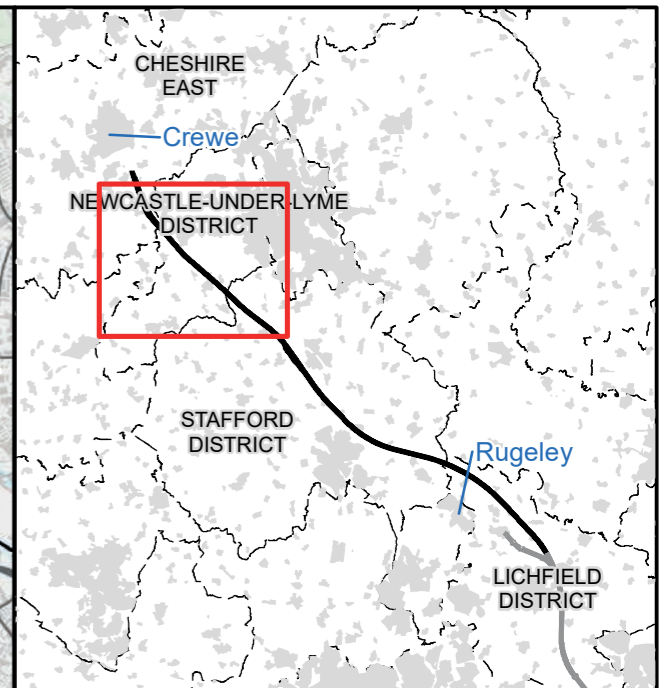 CHESHIRE
EAST
Crewe
NEWCASTLE-UNDER-LYME
DISTRICT
STAFFORD
DISTRICT
Rugeley
LICHFIELD
DISTRICT